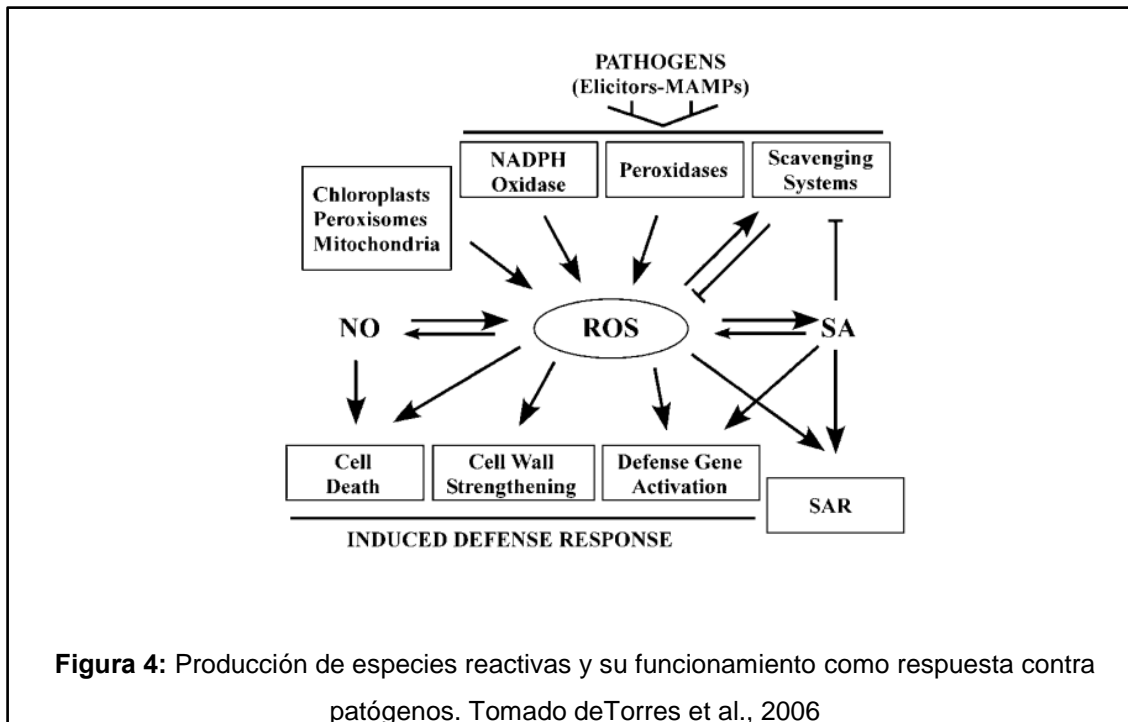 PATHOGENS
(Elicitors-MAMPs)
NADPH
Oxidase
Peroxidases
Scavenging
Systems
Chloroplasts
Peroxisomes
Mitochondria
NO
ROS
SA
Cell
Death
Cell Wall
Strengthening
Defense Gene
Activation
SAR
INDUCED DEFENSE RESPONSE
Figura 4: Producción de especies reactivas y su funcionamiento como respuesta contra
patógenos. Tomado deTorres et al., 2006